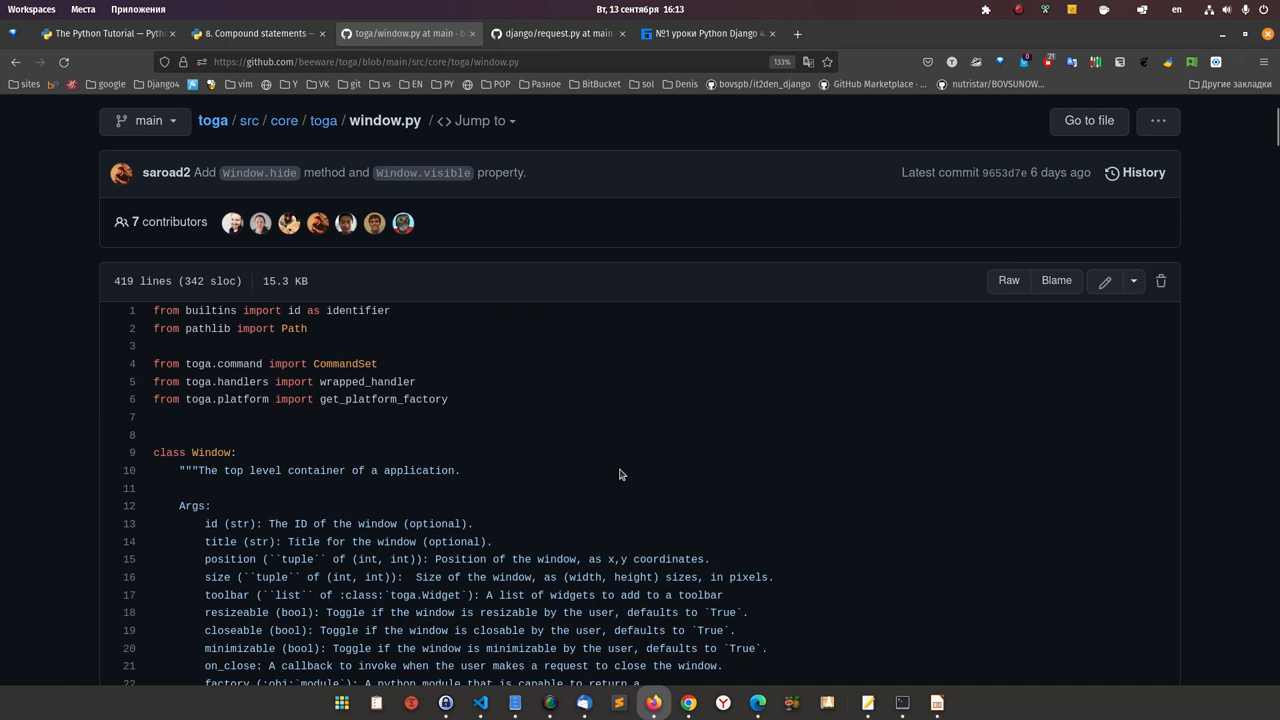 Workspaces Места Приложения Вт, 13 сентября 16:13 en
The Python Tutorial — Pyth 8. Compound statements — toga/window.py at main · b django/request.py at main №1 уроки Python Django 4.
https://github.com/beeware/toga/blob/main/src/core/toga/window.py 133%
sites google Django4 vim Y VK git vs EN PY POP Разное BitBucket sol Denis bovspb/it2den_django GitHub Marketplace · ... nutristar/BOVSUNOW... Другие закладки
main toga / src / core / toga / window.py / <> Jump to Go to file ...
saroad2 Add Window.hide method and Window.visible property. Latest commit 9653d7e 6 days ago History
7 contributors
419 lines (342 sloc) 15.3 KB Raw Blame
1 from builtins import id as identifier
2 from pathlib import Path
3
4 from toga.command import CommandSet
5 from toga.handlers import wrapped_handler
6 from toga.platform import get_platform_factory
7
8
9 class Window:
10 """The top level container of a application.
11
12 Args:
13 id (str): The ID of the window (optional).
14 title (str): Title for the window (optional).
15 position (``tuple`` of (int, int)): Position of the window, as x,y coordinates.
16 size (``tuple`` of (int, int)): Size of the window, as (width, height) sizes, in pixels.
17 toolbar (``list`` of :class:`toga.Widget`): A list of widgets to add to a toolbar
18 resizeable (bool): Toggle if the window is resizable by the user, defaults to `True`.
19 closeable (bool): Toggle if the window is closable by the user, defaults to `True`.
20 minimizable (bool): Toggle if the window is minimizable by the user, defaults to `True`.
21 on_close: A callback to invoke when the user makes a request to close the window.
22 factory (:obj:`module`): A python module that is capable to return a